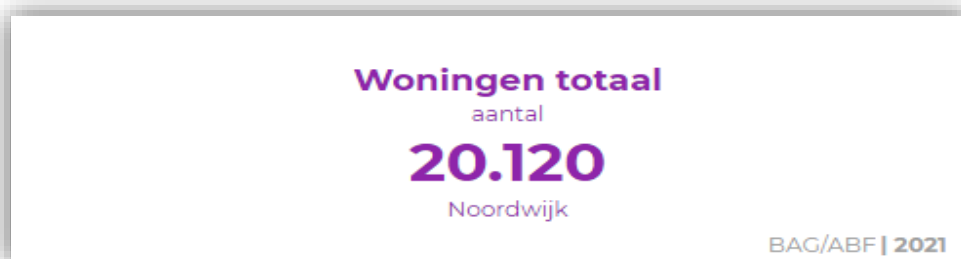 Woningen totaal
aantal
20.120
Noordwijk
BAG/ABF | 2021